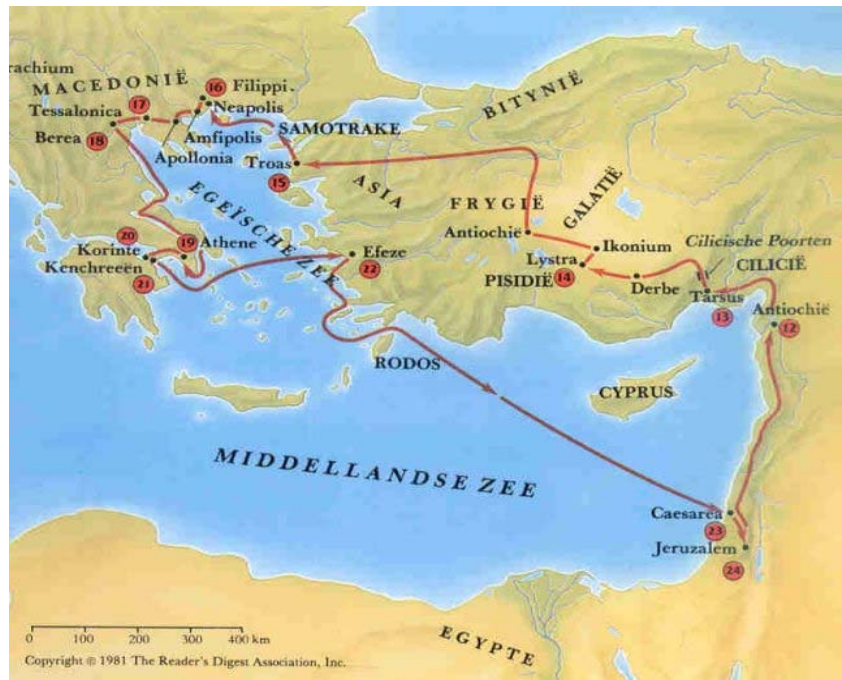 rachium
MACEDONIË
16 Filippi
Tessalonica 17
Neapolis
Berea 18
Amfipolis
Apollonia
SAMOTRAKE
Troas
15
BITYNIË
ASIA
FRYGIË
GALATIË
EGEÏSCHE ZEE
Antiochië
Ikonium
Cilicische Poorten
CILICIË
Lystra
14
PISIDIË
Derbe
Tarsus
13
Antiochië
12
20
19 Athene
Korinte
Kenchreeën
21
Efeze
22
RODOS
CYPRUS
MIDDELLANDSE ZEE
Caesarea
23
Jeruzalem
24
EGYPTE
0 100 200 300 400 km
Copyright © 1981 The Reader's Digest Association, Inc.